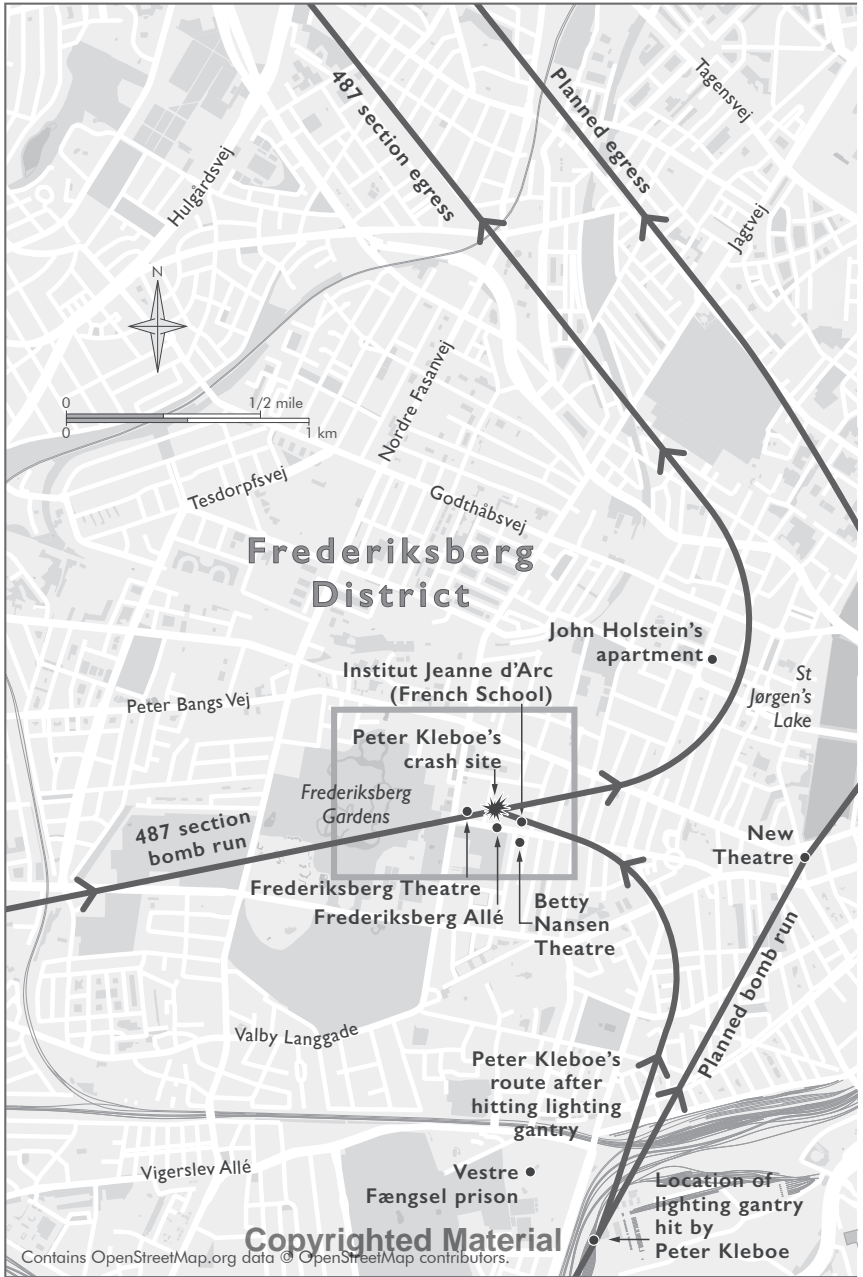 487 section egress
Planned egress
Tagensvej
Hulgårdsvej
Jagtvej
N
0
1/2 mile
0
1 km
Nordre Fasanvej
Tesdorpfsvej
Godthåbsvej
Frederiksberg
District
John Holstein’s
apartment
Institut Jeanne d’Arc
(French School)
St
Jørgen’s
Lake
Peter Bangs Vej
Peter Kleboe’s
crash site
Frederiksberg
Gardens
487 section
bomb run
New
Theatre
Frederiksberg Theatre
Frederiksberg Allé
Betty
Nansen
Theatre
Planned bomb run
Valby Langgade
Peter Kleboe’s
route after
hitting lighting
gantry
Vigerslev Allé
Vestre
Fængsel prison
Location of
lighting gantry
hit by
Peter Kleboe
Copyrighted Material
Contains OpenStreetMap.org data © OpenStreetMap contributors.